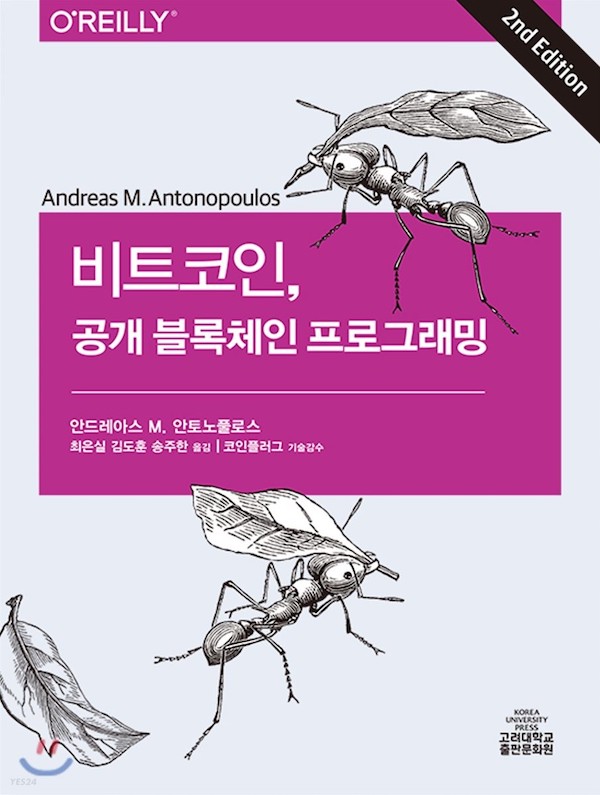 O'REILLY®
2nd Edition
Andreas M. Antonopoulos
비트코인,
공개 블록체인 프로그래밍
안드레아스 M. 안토노풀로스
최은실 김도훈 송주한 옮김 | 코인플러그 기술감수
KOREA
UNIVERSITY
PRESS
고려대학교
출판문화원
YES24